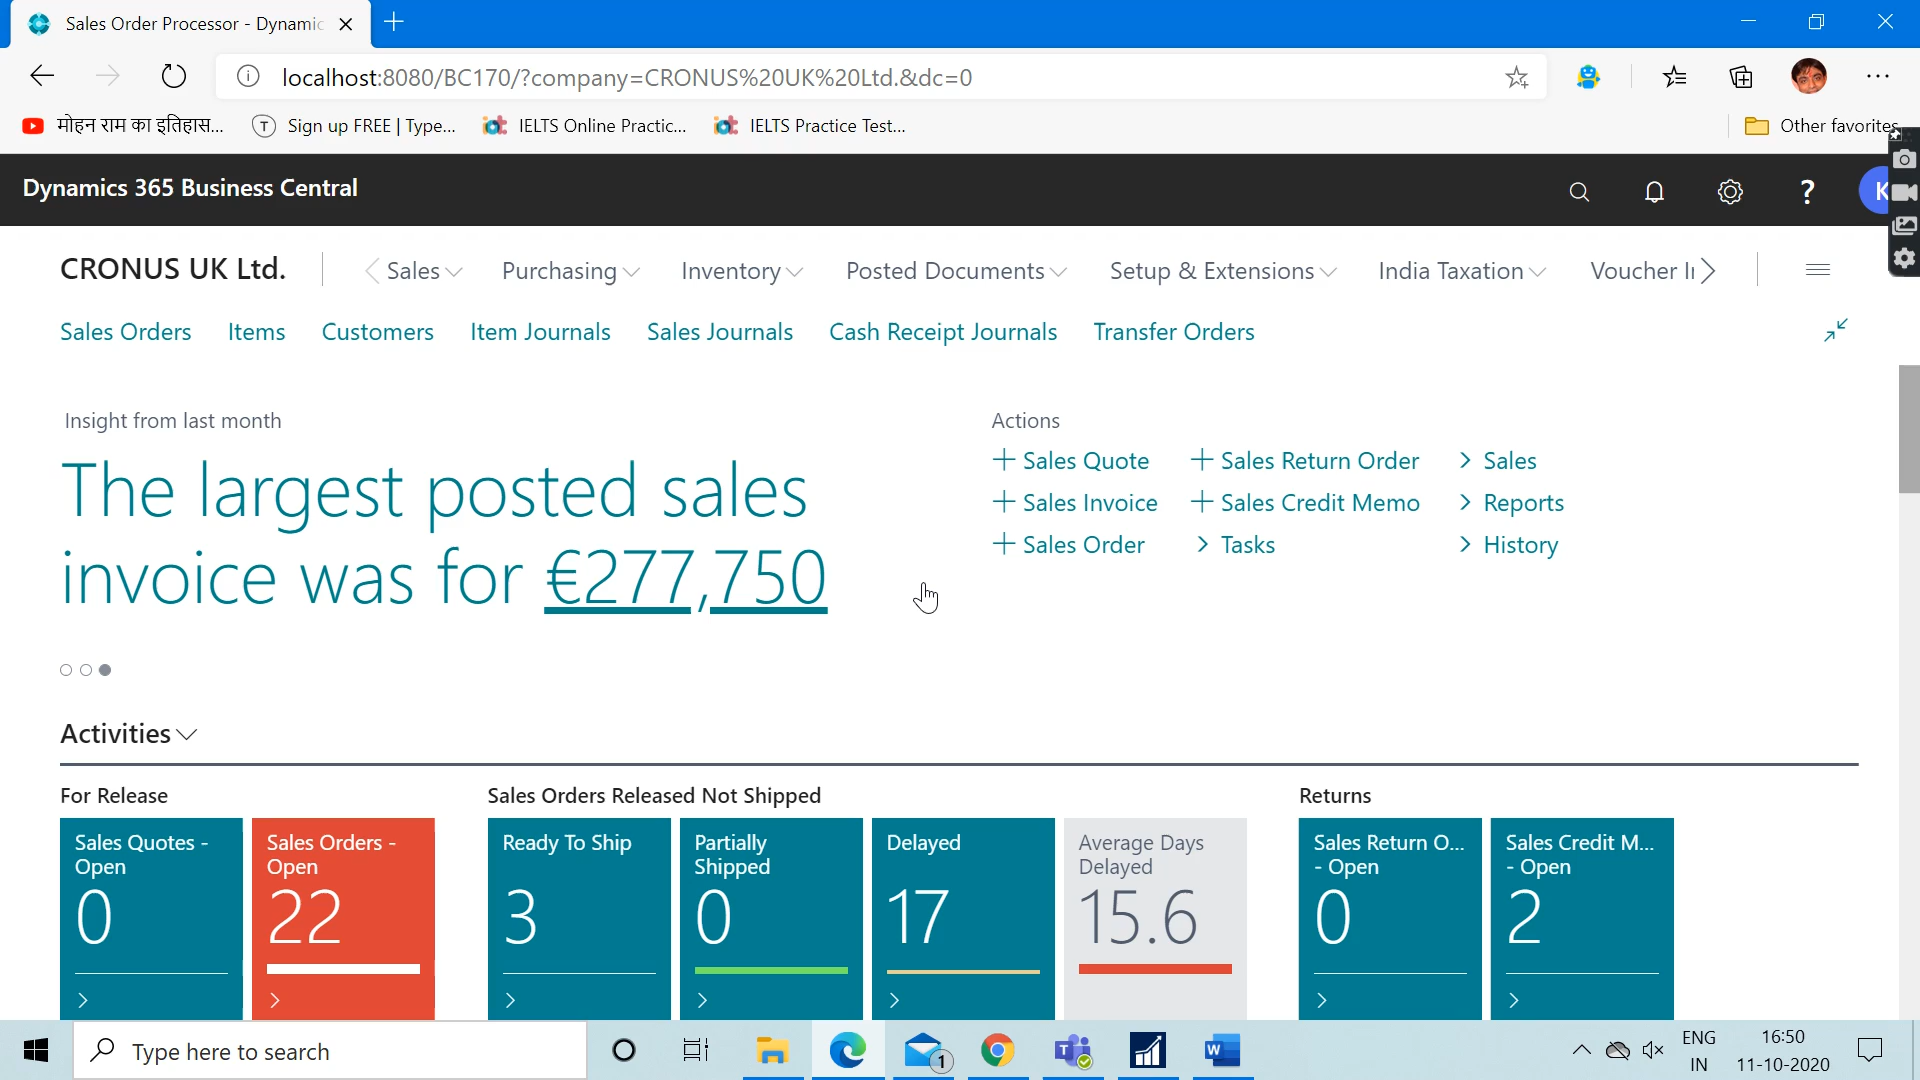 Sales Order Processor - Dynamic
localhost:8080/BC170/?company=CRONUS%20UK%20Ltd.&dc=0
मोहन राम का इतिहास...
T Sign up FREE | Type...
IELTS Online Practic...
IELTS Practice Test...
Other favorites
Dynamics 365 Business Central
?
K
CRONUS UK Ltd.
Sales
Purchasing
Inventory
Posted Documents
Setup & Extensions
India Taxation
Voucher
Sales Orders
Items
Customers
Item Journals
Sales Journals
Cash Receipt Journals
Transfer Orders
Insight from last month
The largest posted sales
invoice was for €277,750
Actions
Sales Quote
Sales Return Order
Sales
Sales Invoice
Sales Credit Memo
Reports
Sales Order
Tasks
History
Activities
For Release
Sales Orders Released Not Shipped
Returns
Sales Quotes -
Open
0
Sales Orders -
Open
22
Ready To Ship
3
Partially
Shipped
0
Delayed
17
Average Days
Delayed
15.6
Sales Return O...
- Open
0
Sales Credit M...
- Open
2
Type here to search
1
ENG
IN
16:50
11-10-2020